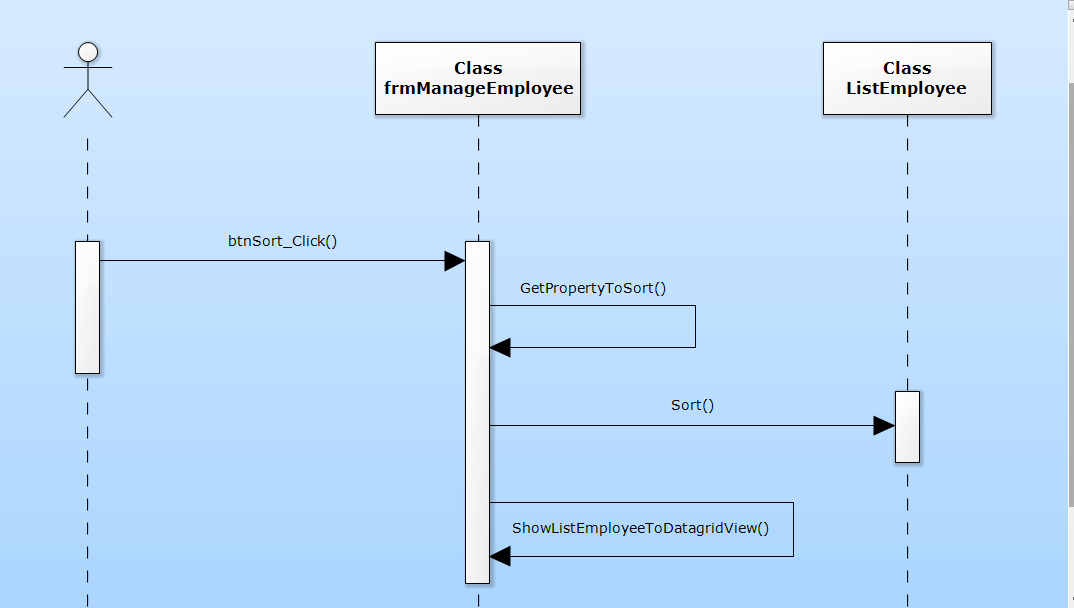 Class
frmManageEmployee
Class
ListEmployee
btnSort_Click()
GetPropertyToSort()
Sort()
ShowListEmployeeToDatagridView()